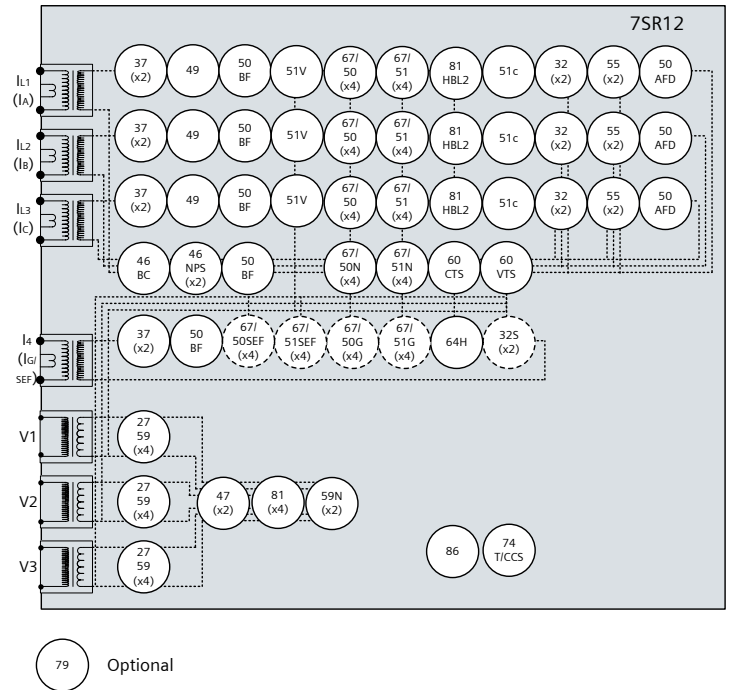 7SR12
IL1
(IA)
37
(x2)
49
50
BF
51V
67/
50
(x4)
67/
51
(x4)
81
HBL2
51c
32
(x2)
55
(x2)
50
AFD
IL2
(IB)
37
(x2)
49
50
BF
51V
67/
50
(x4)
67/
51
(x4)
81
HBL2
51c
32
(x2)
55
(x2)
50
AFD
IL3
(IC)
37
(x2)
49
50
BF
51V
67/
50
(x4)
67/
51
(x4)
81
HBL2
51c
32
(x2)
55
(x2)
50
AFD
46
BC
46
NPS
(x2)
50
BF
67/
50N
(x4)
67/
51N
(x4)
60
CTS
60
VTS
I4
(IG/
SEF)
37
(x2)
50
BF
67/
50SEF
(x4)
67/
51SEF
(x4)
67/
50G
(x4)
67/
51G
(x4)
64H
32S
(x2)
V1
27
59
(x4)
V2
27
59
(x4)
47
(x2)
81
(x4)
59N
(x2)
V3
27
59
(x4)
86
74
T/CCS
79
Optional